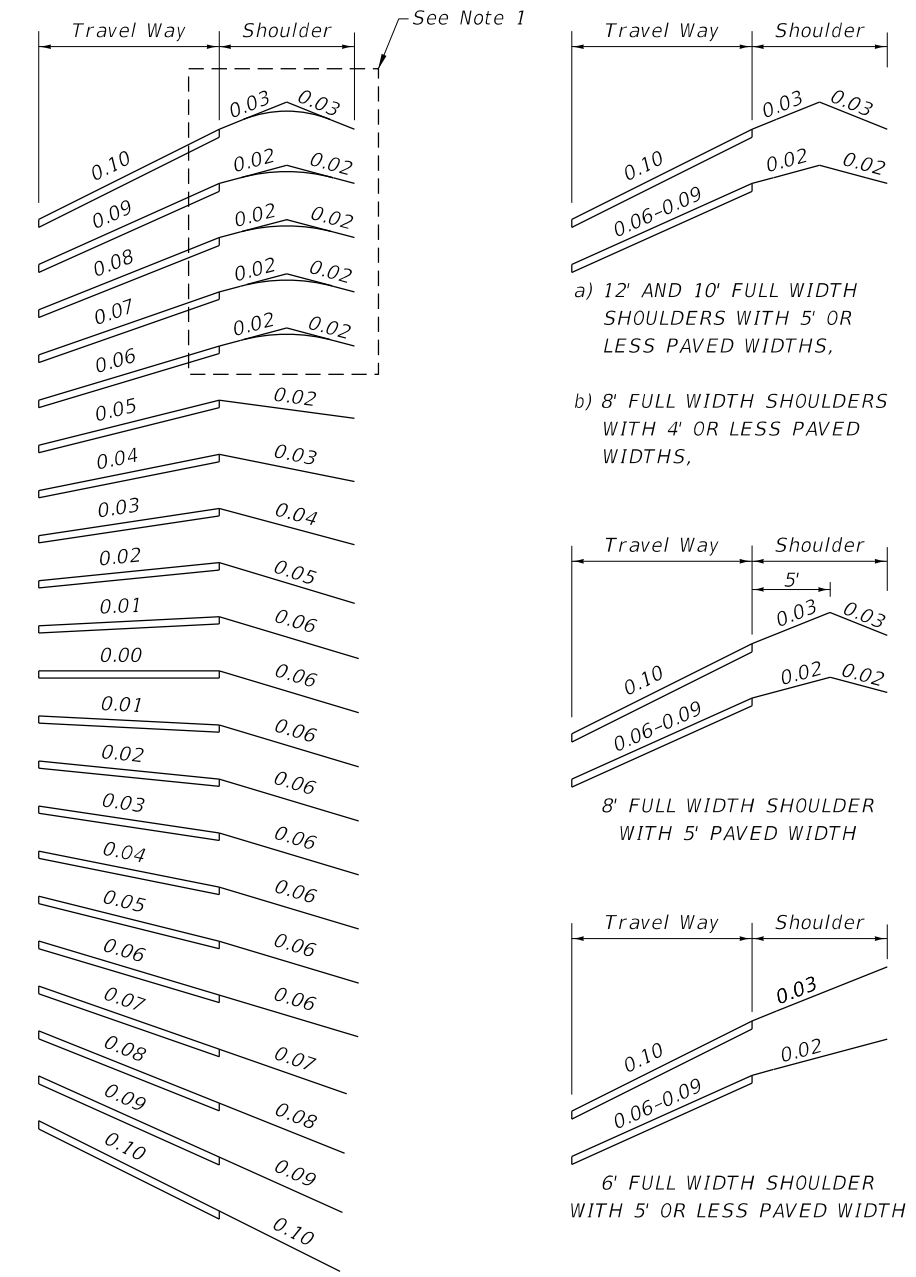 See Note 1
Travel Way Shoulder
0.10 0.03 0.03
0.09 0.02 0.02
0.08 0.02 0.02
0.07 0.02 0.02
0.06 0.02 0.02
0.05 0.02
0.04 0.03
0.03 0.04
0.02 0.05
0.01 0.06
0.00 0.06
0.01 0.06
0.02 0.06
0.03 0.06
0.04 0.06
0.05 0.06
0.06 0.06
0.07 0.07
0.08 0.08
0.09 0.09
0.10 0.10
Travel Way Shoulder
0.10 0.03 0.03
0.06–0.09 0.02 0.02
a) 12' AND 10' FULL WIDTH
SHOULDERS WITH 5' OR
LESS PAVED WIDTHS,
b) 8' FULL WIDTH SHOULDERS
WITH 4' OR LESS PAVED
WIDTHS,
Travel Way Shoulder
5'
0.10 0.03 0.03
0.06–0.09 0.02 0.02
8' FULL WIDTH SHOULDER
WITH 5' PAVED WIDTH
Travel Way Shoulder
0.10 0.03
0.06–0.09 0.02
6' FULL WIDTH SHOULDER
WITH 5' OR LESS PAVED WIDTH